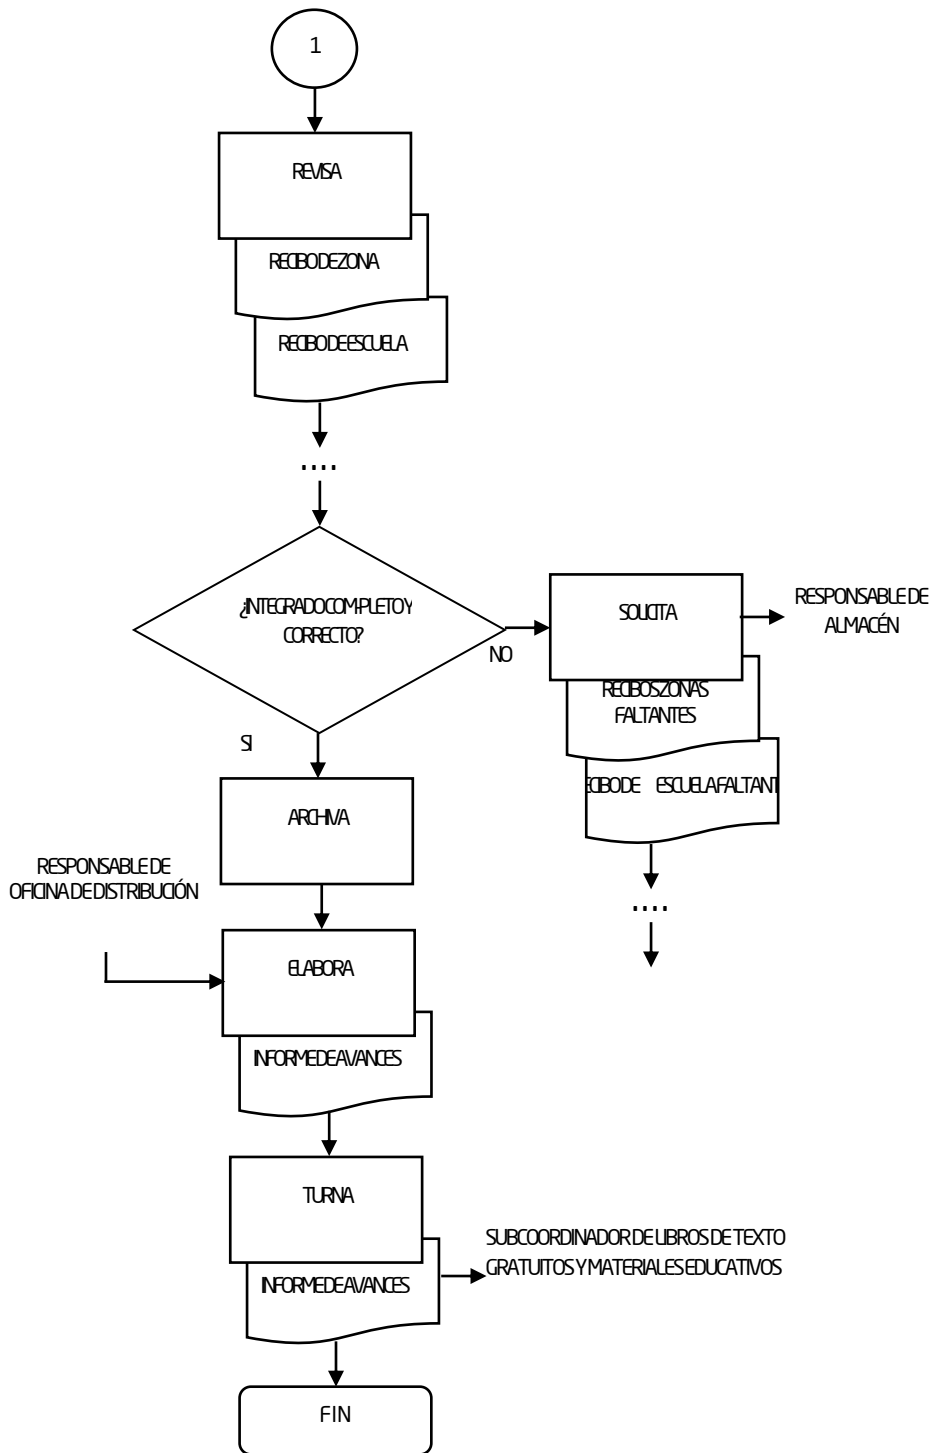 1
REVISA
RECIBO DE ZONA
RECIBO DE ESCUELA
....
¿INTEGRADO COMPLETO Y
CORRECTO?
NO
SOLICITA
RESPONSABLE DE
ALMACÉN
RECIBOS ZONAS
FALTANTES
ECIBO DE ESCUELA FALTANT
....
SI
ARCHIVA
RESPONSABLE DE
OFICINA DE DISTRIBUCIÓN
ELABORA
INFORME DE AVANCES
TURNA
INFORME DE AVANCES
SUBCOORDINADOR DE LIBROS DE TEXTO
GRATUITOS Y MATERIALES EDUCATIVOS
FIN